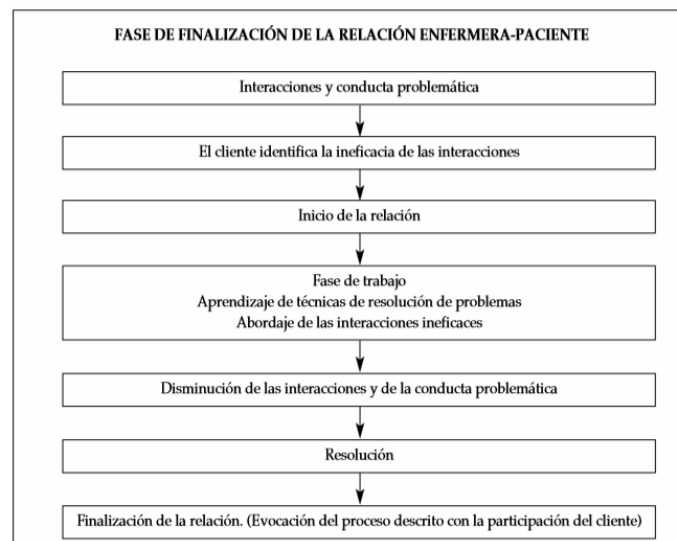 FASE DE FINALIZACIÓN DE LA RELACIÓN ENFERMERA-PACIENTE
Interacciones y conducta problemática
El cliente identifica la ineficacia de las interacciones
Inicio de la relación
Fase de trabajo
Aprendizaje de técnicas de resolución de problemas
Abordaje de las interacciones ineficaces
Disminución de las interacciones y de la conducta problemática
Resolución
Finalización de la relación. (Evocación del proceso descrito con la participación del cliente)